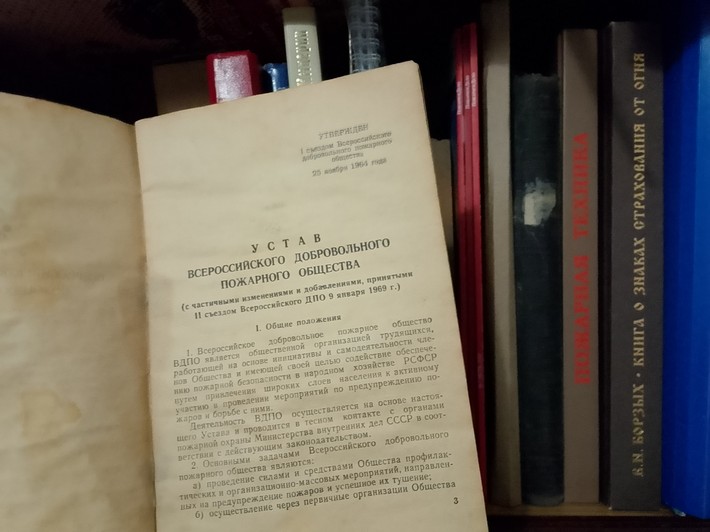 УТВЕРЖДЕН
I съездом Всероссийского
добровольного пожарного
общества
25 ноября 1964 года
УСТАВ
ВСЕРОССИЙСКОГО ДОБРОВОЛЬНОГО
ПОЖАРНОГО ОБЩЕСТВА
(с частичными изменениями и добавлениями, принятыми
II съездом Всероссийского ДПО 9 января 1969 г.)
I. Общие положения
1. Всероссийское добровольное пожарное общество
ВДПО является общественной организацией трудящихся,
работающей на основе инициативы и самодеятельности чле-
нов Общества и имеющей своей целью содействие обеспече-
нию пожарной безопасности в народном хозяйстве РСФСР
путем привлечения широких слоев населения к активному
участию в проведении мероприятий по предупреждению по-
жаров и борьбе с ними.
Деятельность ВДПО осуществляется на основе настоя-
щего Устава и проводится в тесном контакте с органами
пожарной охраны Министерства внутренних дел СССР в соот-
ветствии с действующим законодательством.
2. Основными задачами Всероссийского добровольного
пожарного общества являются:
а) проведение силами и средствами Общества профилак-
тических и организационно-массовых мероприятий, направлен-
ных на предупреждение пожаров и успешное их тушение;
б) осуществление через первичные организации Общества
3
ПОЖАРНАЯ ТЕХНИКА
В.Н. БОРЗЫХ • КНИГА О ЗНАКАХ СТРАХОВАНИЯ ОТ ОГНЯ